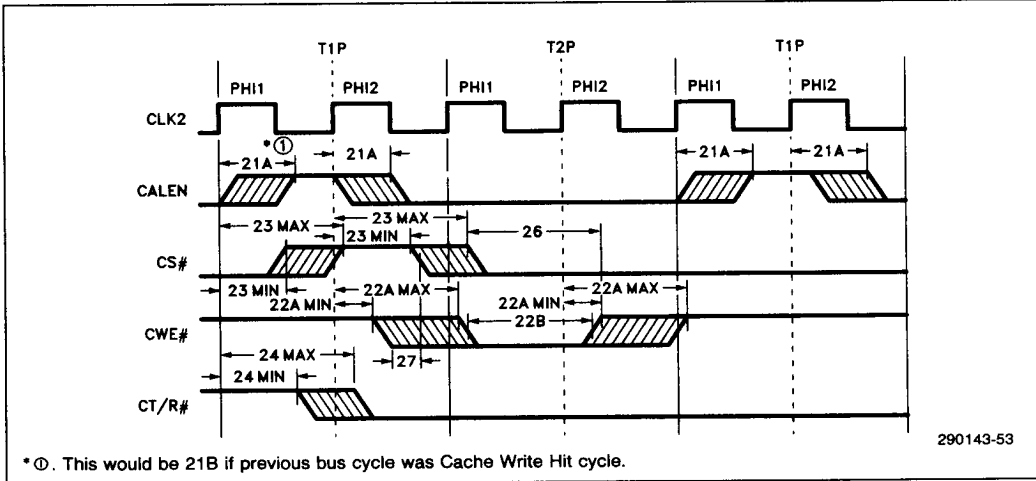 T1P T2P T1P
PHI1 PHI2 PHI1 PHI2 PHI1 PHI2
CLK2
*①
21A 21A 21A 21A
CALEN
23 MAX 23 MAX
23 MIN 26
CS#
23 MIN 22A MAX 22A MAX
22A MIN 22A MIN
22B
CWE#
24 MAX 27
24 MIN
CT/R#
290143-53
*①. This would be 21B if previous bus cycle was Cache Write Hit cycle.